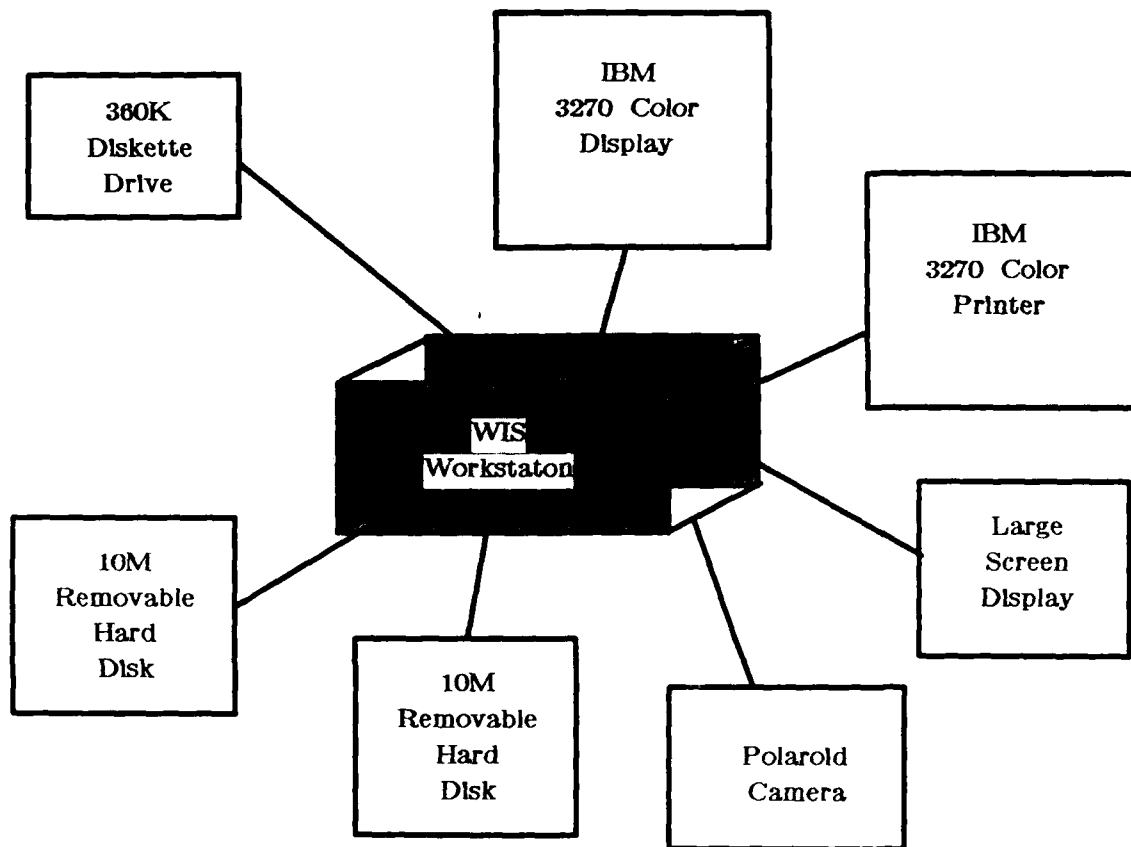 360K
Diskette
Drive
IBM
3270 Color
Display
IBM
3270 Color
Printer
WIS
Workstaton
Large
Screen
Display
10M
Removable
Hard
Disk
10M
Removable
Hard
Disk
Polaroid
Camera